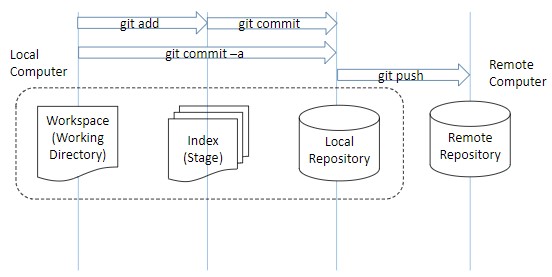 git add
git commit
git commit –a
Local
Computer
git push
Remote
Computer
Workspace
(Working
Directory)
Index
(Stage)
Local
Repository
Remote
Repository